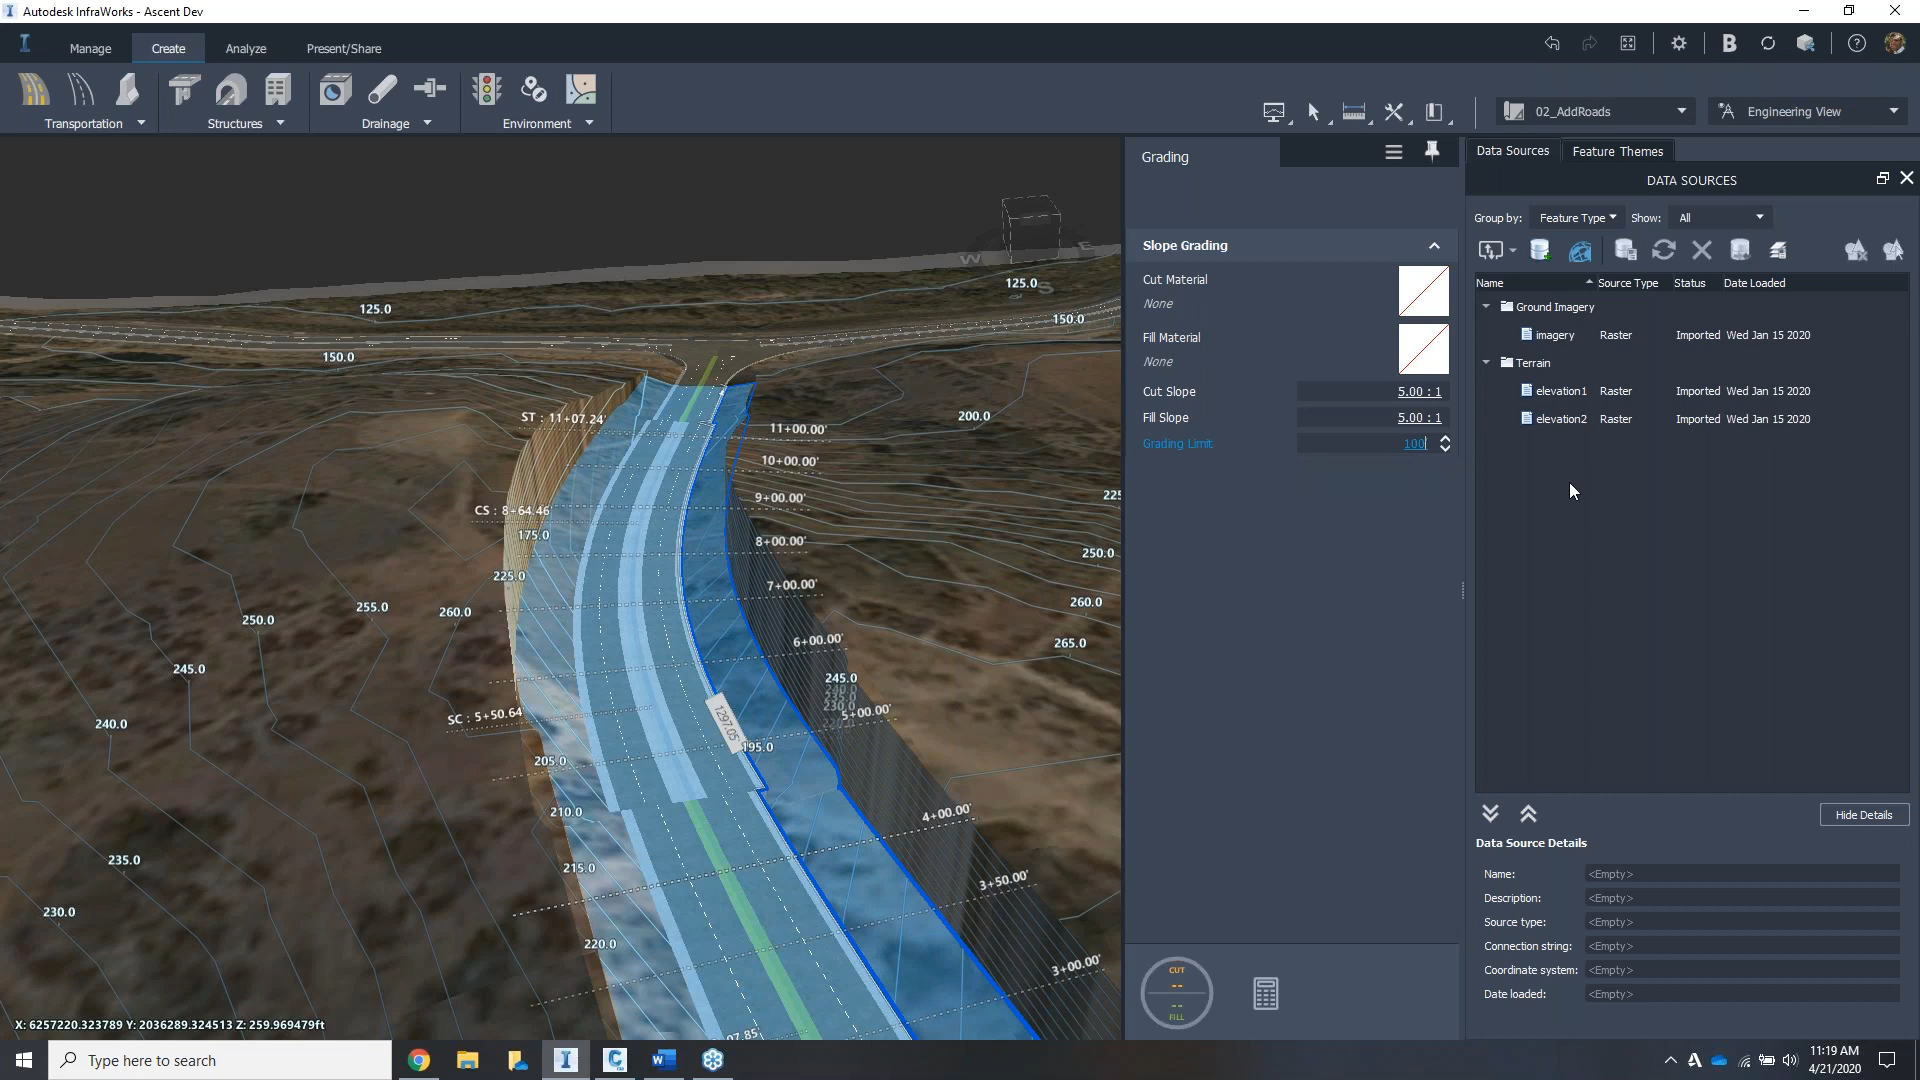 Autodesk InfraWorks - Ascent Dev
Manage
Create
Analyze
Present/Share
Transportation
Structures
Drainage
Environment
02_AddRoads
Engineering View
Grading
Slope Grading
Cut Material
None
Fill Material
None
Cut Slope
5.00 : 1
Fill Slope
5.00 : 1
Grading Limit
100
CUT
--
--
FILL
Data Sources
Feature Themes
DATA SOURCES
Group by:
Feature Type
Show:
All
Name
Source Type
Status
Date Loaded
Ground Imagery
imagery Raster Imported Wed Jan 15 2020
Terrain
elevation1 Raster Imported Wed Jan 15 2020
elevation2 Raster Imported Wed Jan 15 2020
Hide Details
Data Source Details
Name: <Empty>
Description: <Empty>
Source type: <Empty>
Connection string: <Empty>
Coordinate system: <Empty>
Date loaded: <Empty>
W
E
S
125.0
125.0
150.0
150.0
ST : 11+07.24'
200.0
11+00.00'
10+00.00'
9+00.00'
225
CS : 8+64.46'
175.0
8+00.00'
250.0
225.0
7+00.00'
255.0
260.0
260.0
250.0
6+00.00'
265.0
245.0
245.0
240.0
235.0
230.0
5+00.00'
SC : 5+50.64'
1297.05'
240.0
195.0
205.0
210.0
4+00.00'
235.0
215.0
3+50.00'
230.0
220.0
3+00.00'
07.85'
X: 6257220.323789 Y: 2036289.324513 Z: 259.969479ft
Type here to search
11:19 AM
4/21/2020